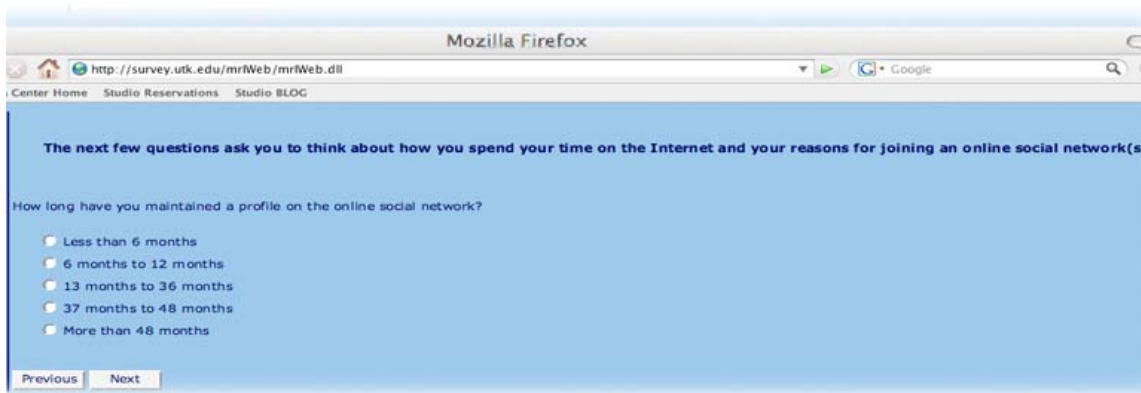 Mozilla Firefox
http://survey.utk.edu/mrIWeb/mrIWeb.dll
Google
Center Home Studio Reservations Studio BLOG
The next few questions ask you to think about how you spend your time on the Internet and your reasons for joining an online social network(s
How long have you maintained a profile on the online social network?
Less than 6 months
6 months to 12 months
13 months to 36 months
37 months to 48 months
More than 48 months
Previous Next